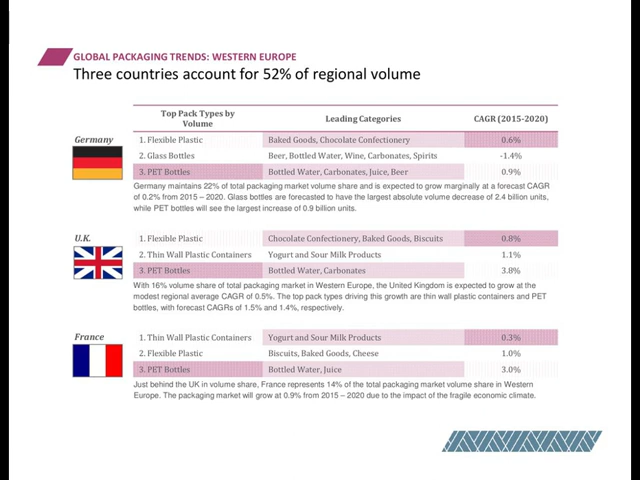 GLOBAL PACKAGING TRENDS: WESTERN EUROPE
Three countries account for 52% of regional volume
Top Pack Types by Volume Leading Categories CAGR (2015-2020)
Germany
1. Flexible Plastic Baked Goods, Chocolate Confectionery 0.6%
2. Glass Bottles Beer, Bottled Water, Wine, Carbonates, Spirits -1.4%
3. PET Bottles Bottled Water, Carbonates, Juice, Beer 0.9%
Germany maintains 22% of total packaging market volume share and is expected to grow marginally at a forecast CAGR
of 0.2% from 2015 – 2020. Glass bottles are forecasted to have the largest absolute volume decrease of 2.4 billion units,
while PET bottles will see the largest increase of 0.9 billion units.
U.K.
1. Flexible Plastic Chocolate Confectionery, Baked Goods, Biscuits 0.8%
2. Thin Wall Plastic Containers Yogurt and Sour Milk Products 1.1%
3. PET Bottles Bottled Water, Carbonates 3.8%
With 16% volume share of total packaging market in Western Europe, the United Kingdom is expected to grow at the
modest regional average CAGR of 0.5%. The top pack types driving this growth are thin wall plastic containers and PET
bottles, with forecast CAGRs of 1.5% and 1.4%, respectively.
France
1. Thin Wall Plastic Containers Yogurt and Sour Milk Products 0.3%
2. Flexible Plastic Biscuits, Baked Goods, Cheese 1.0%
3. PET Bottles Bottled Water, Juice 3.0%
Just behind the UK in volume share, France represents 14% of the total packaging market volume share in Western
Europe. The packaging market will grow at 0.9% from 2015 – 2020 due to the impact of the fragile economic climate.